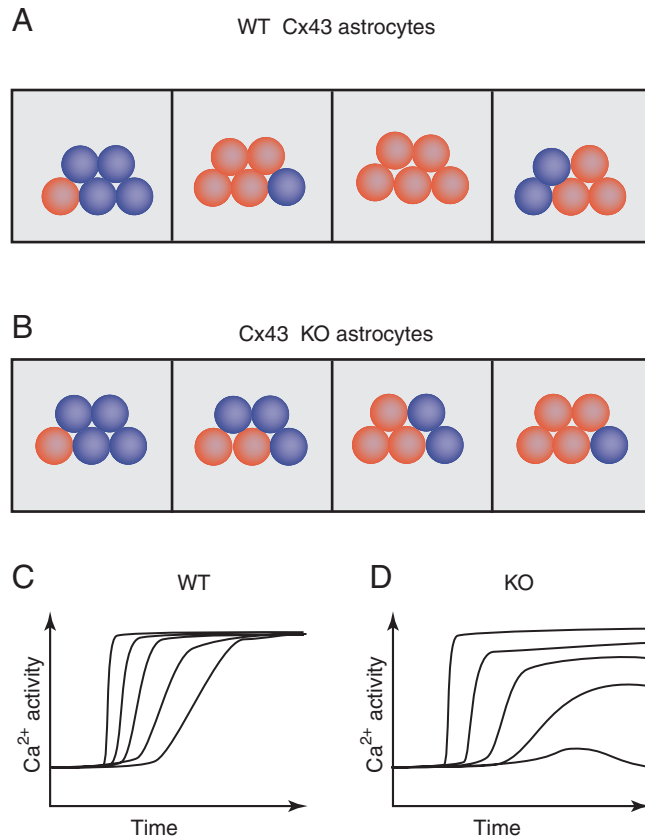 A
WT Cx43 astrocytes
B
Cx43 KO astrocytes
C
WT
Ca²⁺ activity
Time
D
KO
Ca²⁺ activity
Time